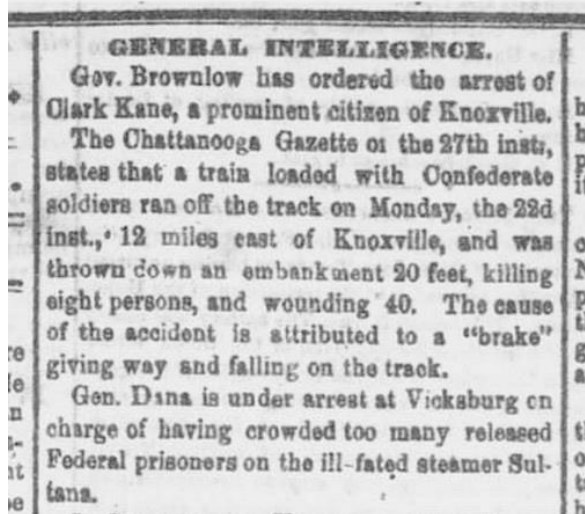 GENERAL INTELLIGENCE.
Gov. Brownlow has ordered the arrest of
Clark Kane, a prominent citizen of Knoxville.
The Chattanooga Gazette of the 27th inst.,
states that a train loaded with Confederate
soldiers ran off the track on Monday, the 22d
inst., 12 miles east of Knoxville, and was
thrown down an embankment 20 feet, killing
eight persons, and wounding 40. The cause
of the accident is attributed to a “brake”
giving way and falling on the track.
Gen. Dana is under arrest at Vicksburg on
charge of having crowded too many released
Federal prisoners on the ill-fated steamer Sul-
tana.